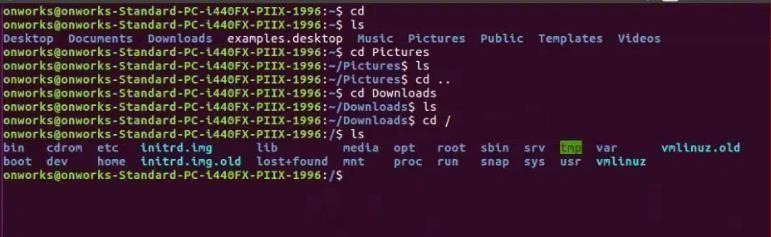 onworks@onworks-Standard-PC-i440FX-PIIX-1996:~$ cd
onworks@onworks-Standard-PC-i440FX-PIIX-1996:~$ ls
Desktop  Documents  Downloads  examples.desktop  Music  Pictures  Public  Templates  Videos
onworks@onworks-Standard-PC-i440FX-PIIX-1996:~$ cd Pictures
onworks@onworks-Standard-PC-i440FX-PIIX-1996:~/Pictures$ ls
onworks@onworks-Standard-PC-i440FX-PIIX-1996:~/Pictures$ cd ..
onworks@onworks-Standard-PC-i440FX-PIIX-1996:~$ cd Downloads
onworks@onworks-Standard-PC-i440FX-PIIX-1996:~/Downloads$ ls
onworks@onworks-Standard-PC-i440FX-PIIX-1996:~/Downloads$ cd /
onworks@onworks-Standard-PC-i440FX-PIIX-1996:/$ ls
bin  cdrom  etc  initrd.img  lib  media  opt  root  sbin  srv  tmp  var  vmlinuz.old
boot  dev  home  initrd.img.old  lost+found  mnt  proc  run  snap  sys  usr  vmlinuz
onworks@onworks-Standard-PC-i440FX-PIIX-1996:/$